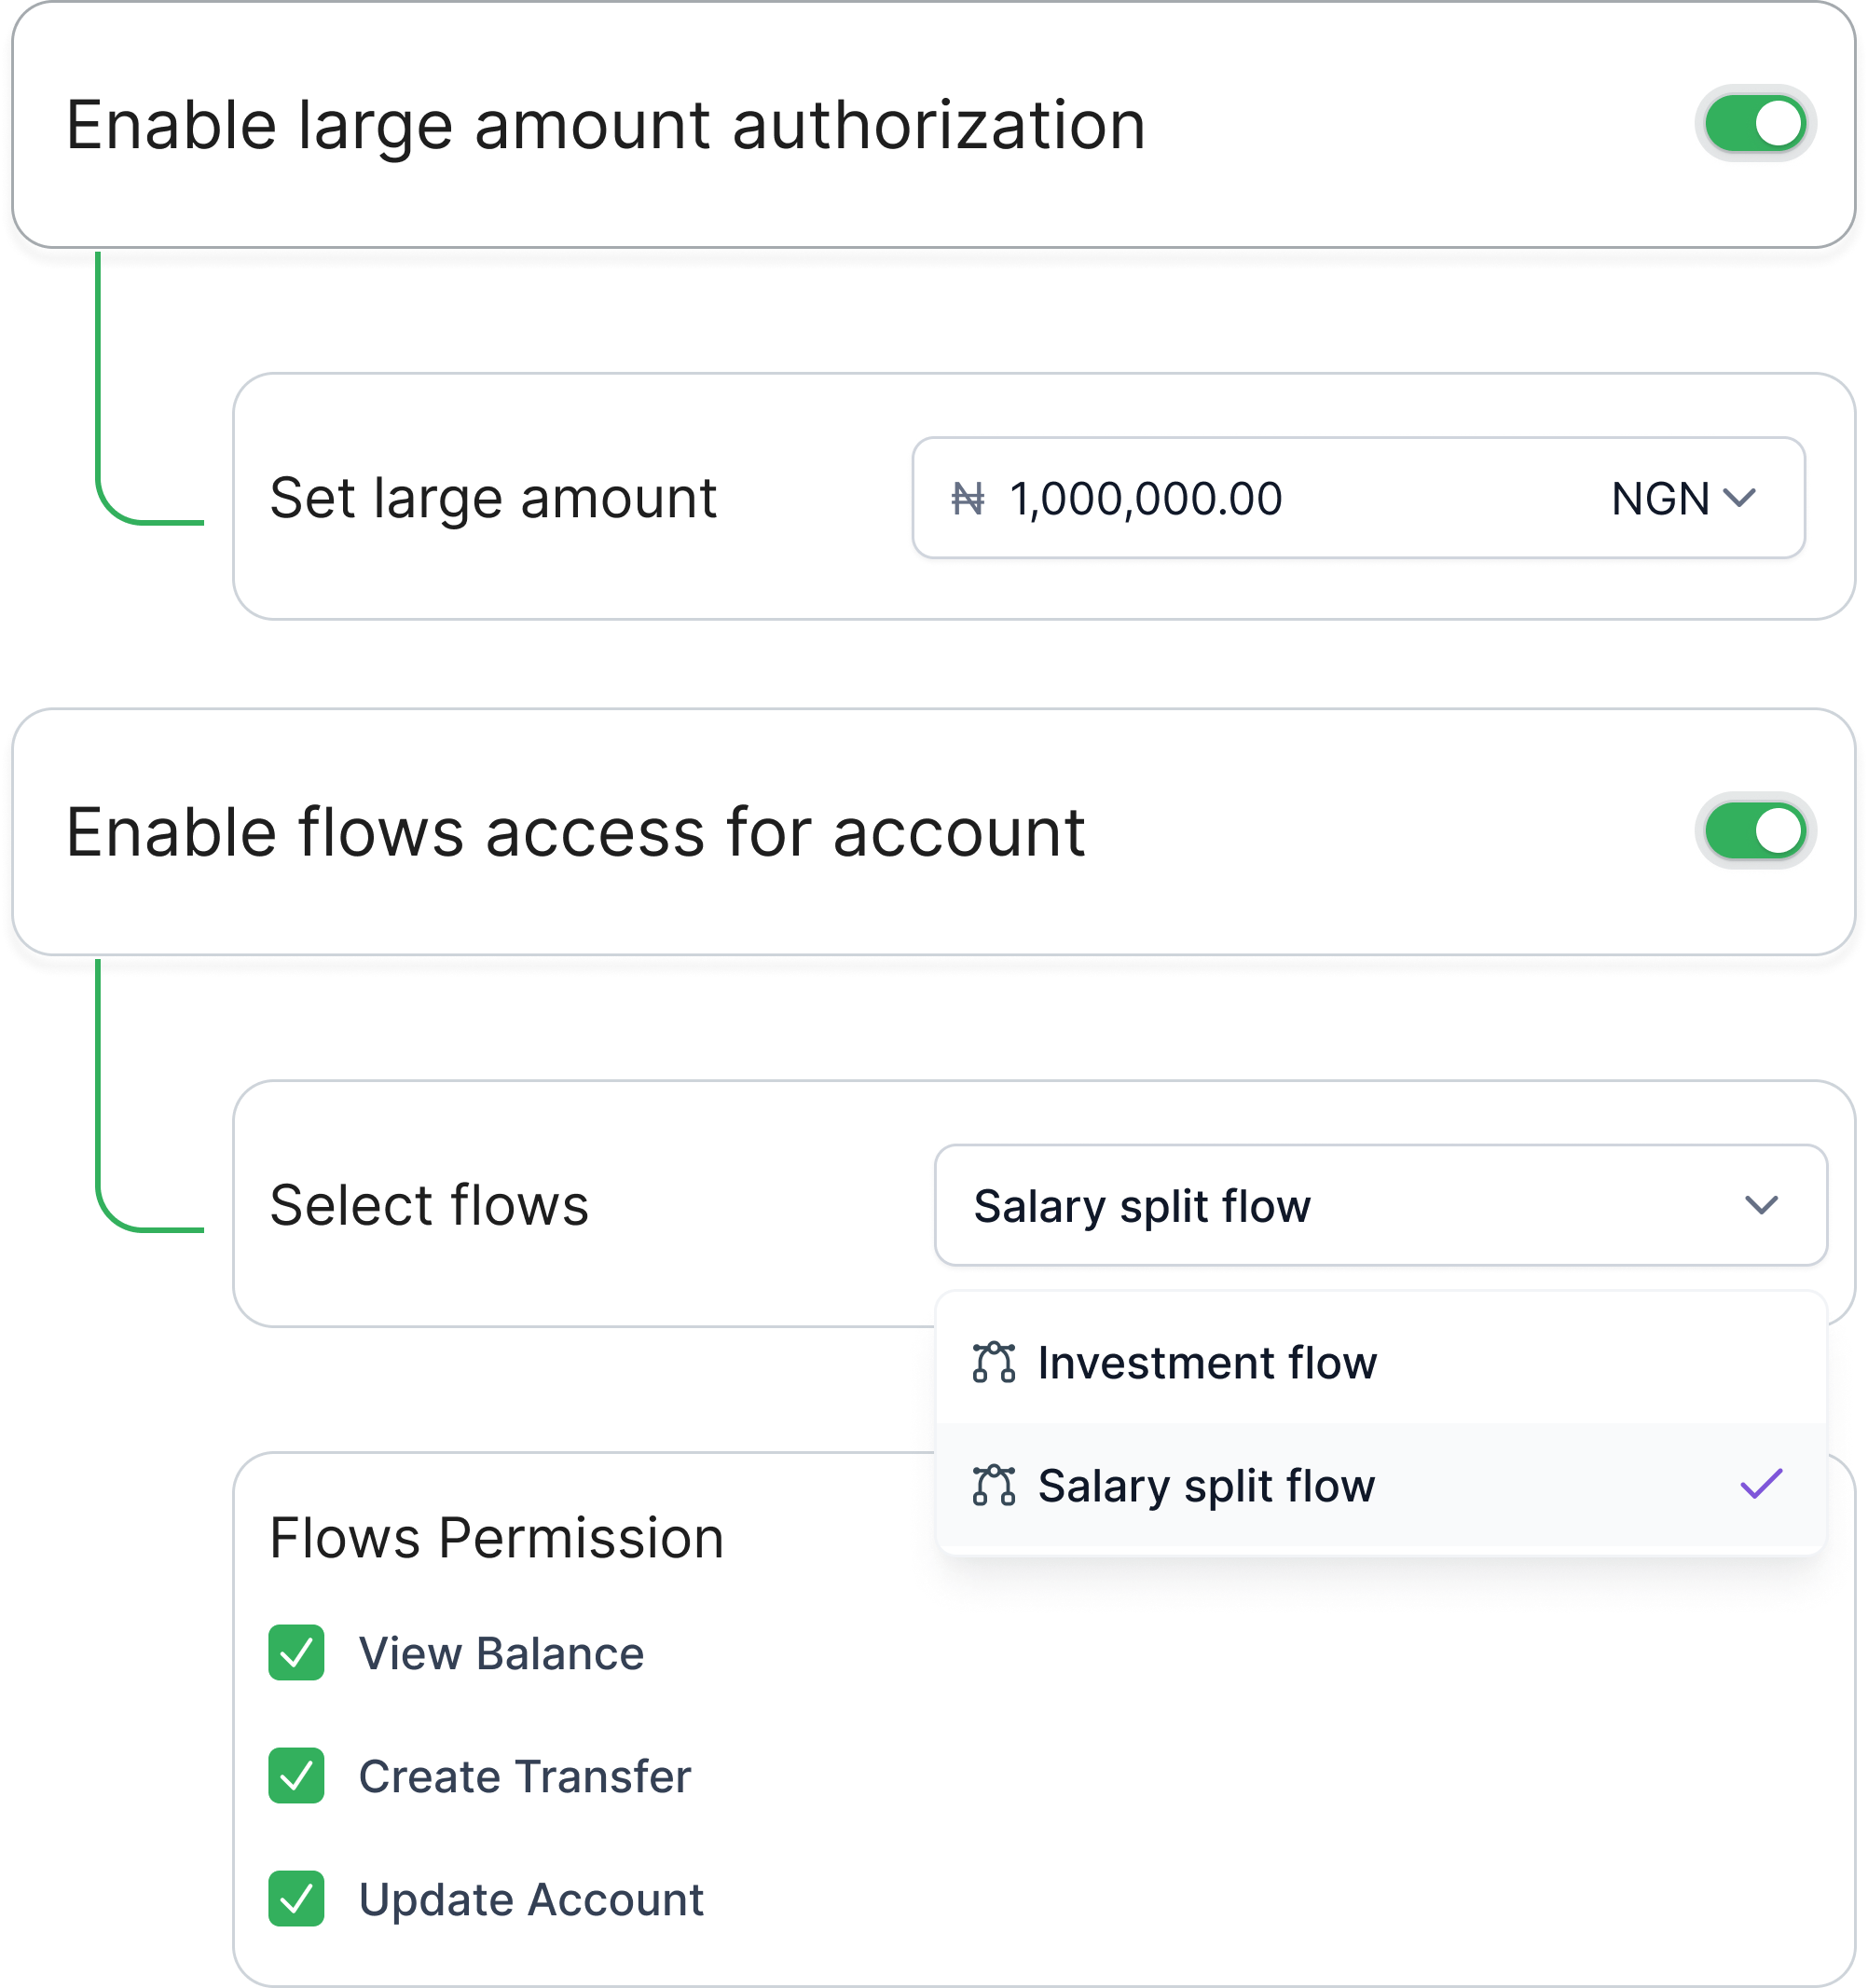 Enable large amount authorization
Set large amount
₦ 1,000,000.00 NGN
Enable flows access for account
Select flows
Salary split flow
Investment flow
Salary split flow
Flows Permission
View Balance
Create Transfer
Update Account